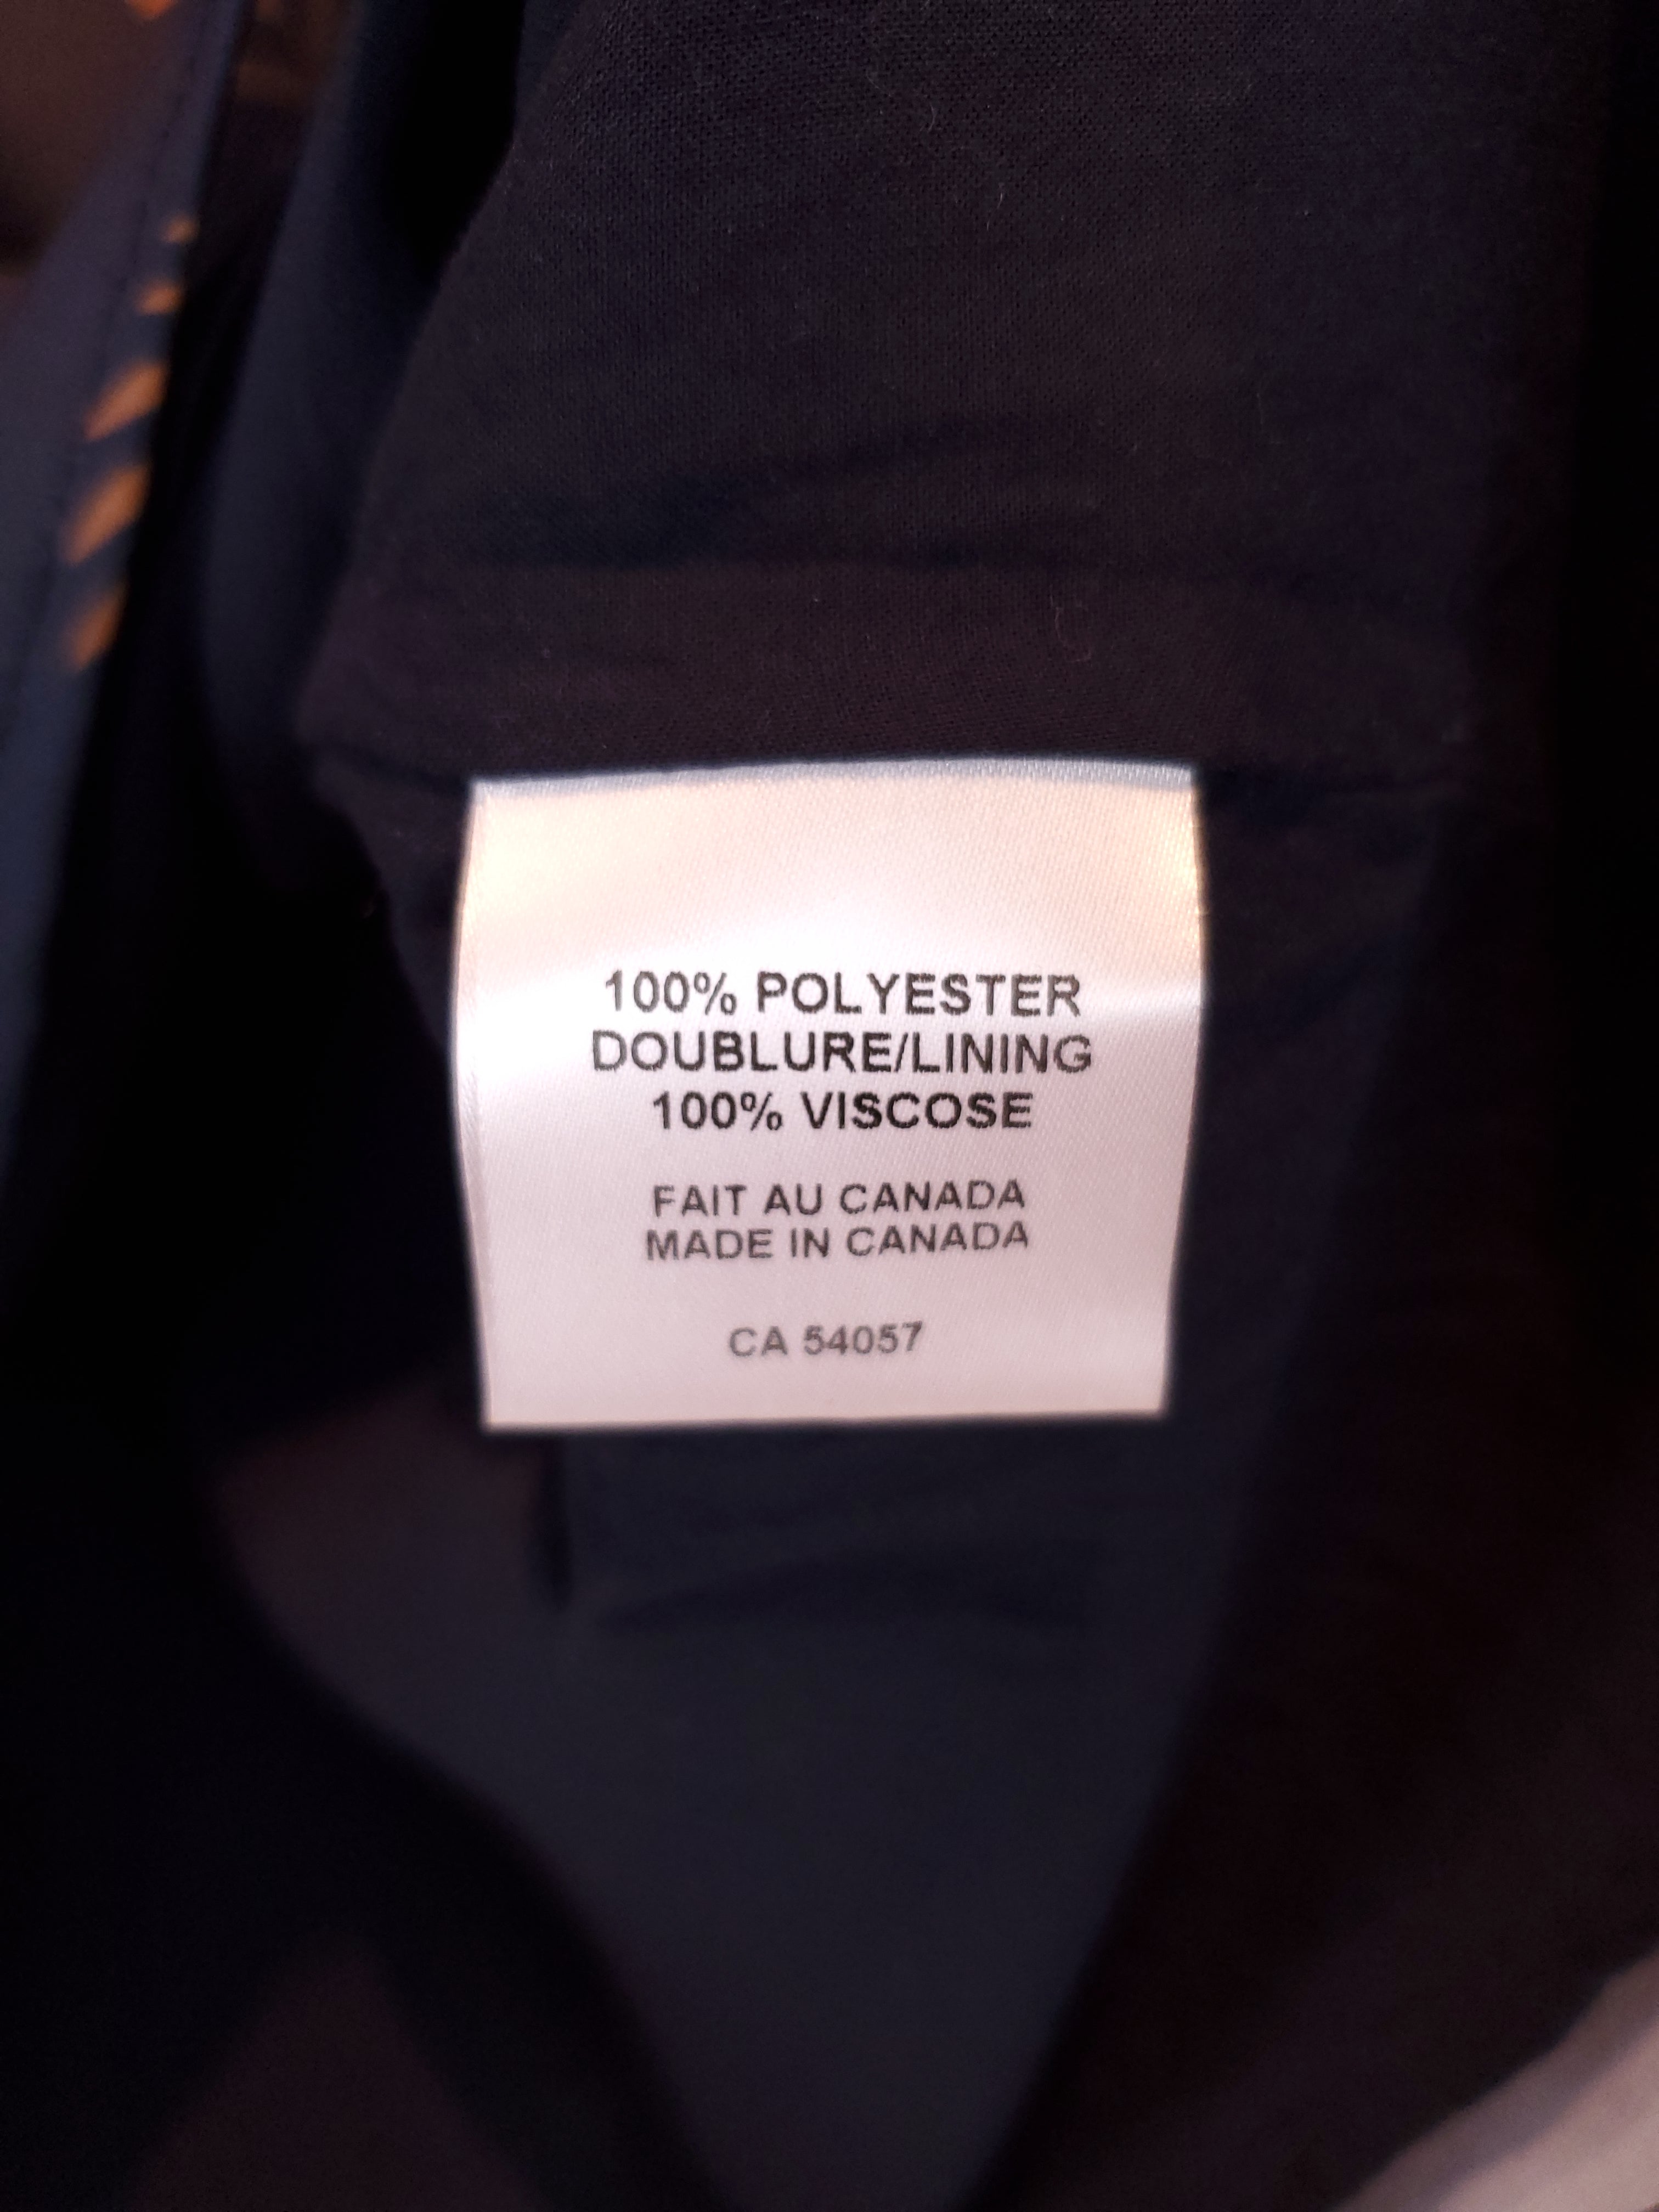 100% POLYESTER
DOUBLURE/LINING
100% VISCOSE
FAIT AU CANADA
MADE IN CANADA
CA 54057